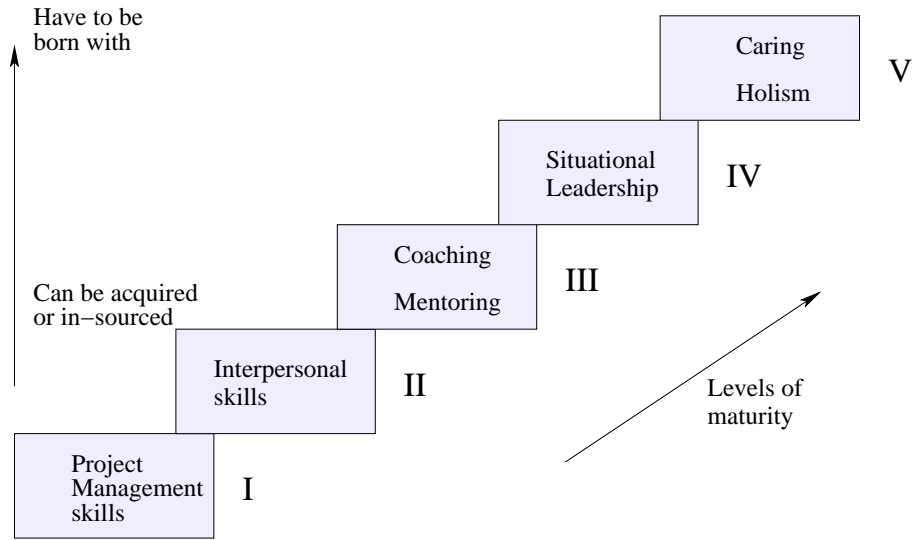 Have to be
born with
Caring
Holism
V
Situational
Leadership
IV
Coaching
Mentoring
III
Can be acquired
or in−sourced
Interpersonal
skills
II
Levels of
maturity
Project
Management
skills
I